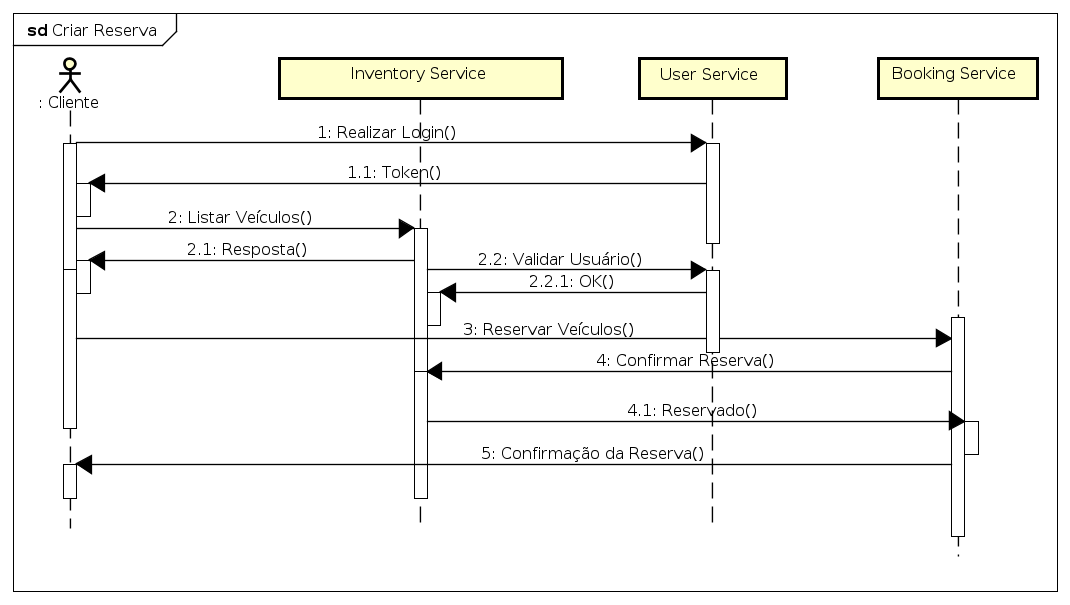 sd Criar Reserva
: Cliente
Inventory Service
User Service
Booking Service
1: Realizar Login()
1.1: Token()
2: Listar Veículos()
2.1: Resposta()
2.2: Validar Usuário()
2.2.1: OK()
3: Reservar Veículos()
4: Confirmar Reserva()
4.1: Reservado()
5: Confirmação da Reserva()